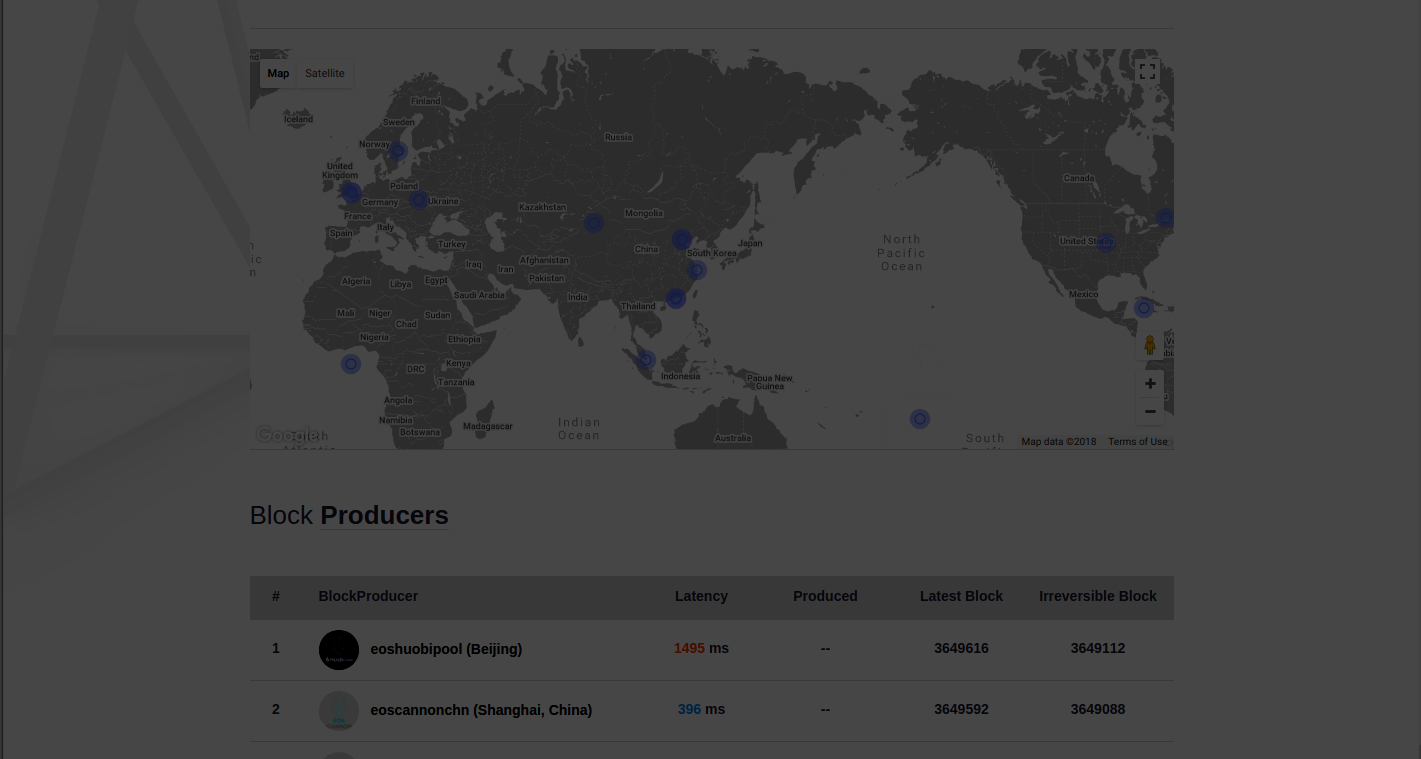 Map Satellite
Finland
Iceland
Sweden
Norway
Russia
United
Kingdom
Canada
Poland
Germany
Ukraine
France
Kazakhstan
Mongolia
Spain
Italy
Turkey
China
South Korea
Japan
North
Pacific
Ocean
United States
Iraq
Iran
Afghanistan
Pakistan
Algeria
Libya
Egypt
Saudi Arabia
India
Thailand
Mexico
Mali
Niger
Chad
Sudan
Nigeria
Ethiopia
DRC
Kenya
Tanzania
Indonesia
Papua New
Guinea
Angola
Namibia
Botswana
Madagascar
Indian
Ocean
Australia
South
Google
Map data ©2018 Terms of Use
Block Producers
# BlockProducer Latency Produced Latest Block Irreversible Block
1 eoshuobipool (Beijing) 1495 ms -- 3649616 3649112
2 eoscannonchn (Shanghai, China) 396 ms -- 3649592 3649088